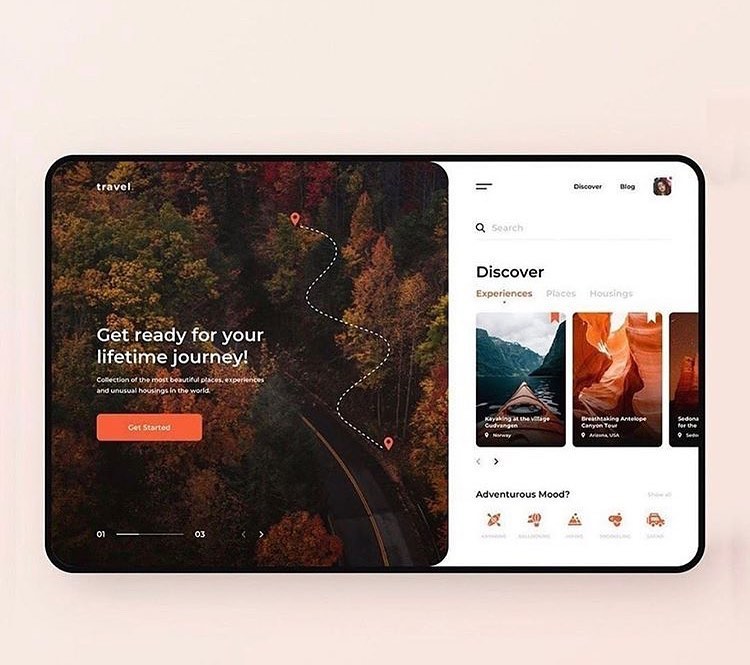 travel.
Get ready for your
lifetime journey!
Collection of the most beautiful places, experiences
and unusual housings in the world.
Get Started
01
03
Discover Blog
Search
Discover
Experiences Places Housings
Kayaking at the village
Gudvangen
Norway
Breathtaking Antelope
Canyon Tour
Arizona, USA
Sedona
for the
Sedo
Adventurous Mood?
Show all
KAYAKING BALLOONING HIKING SNORKELING SAFARI